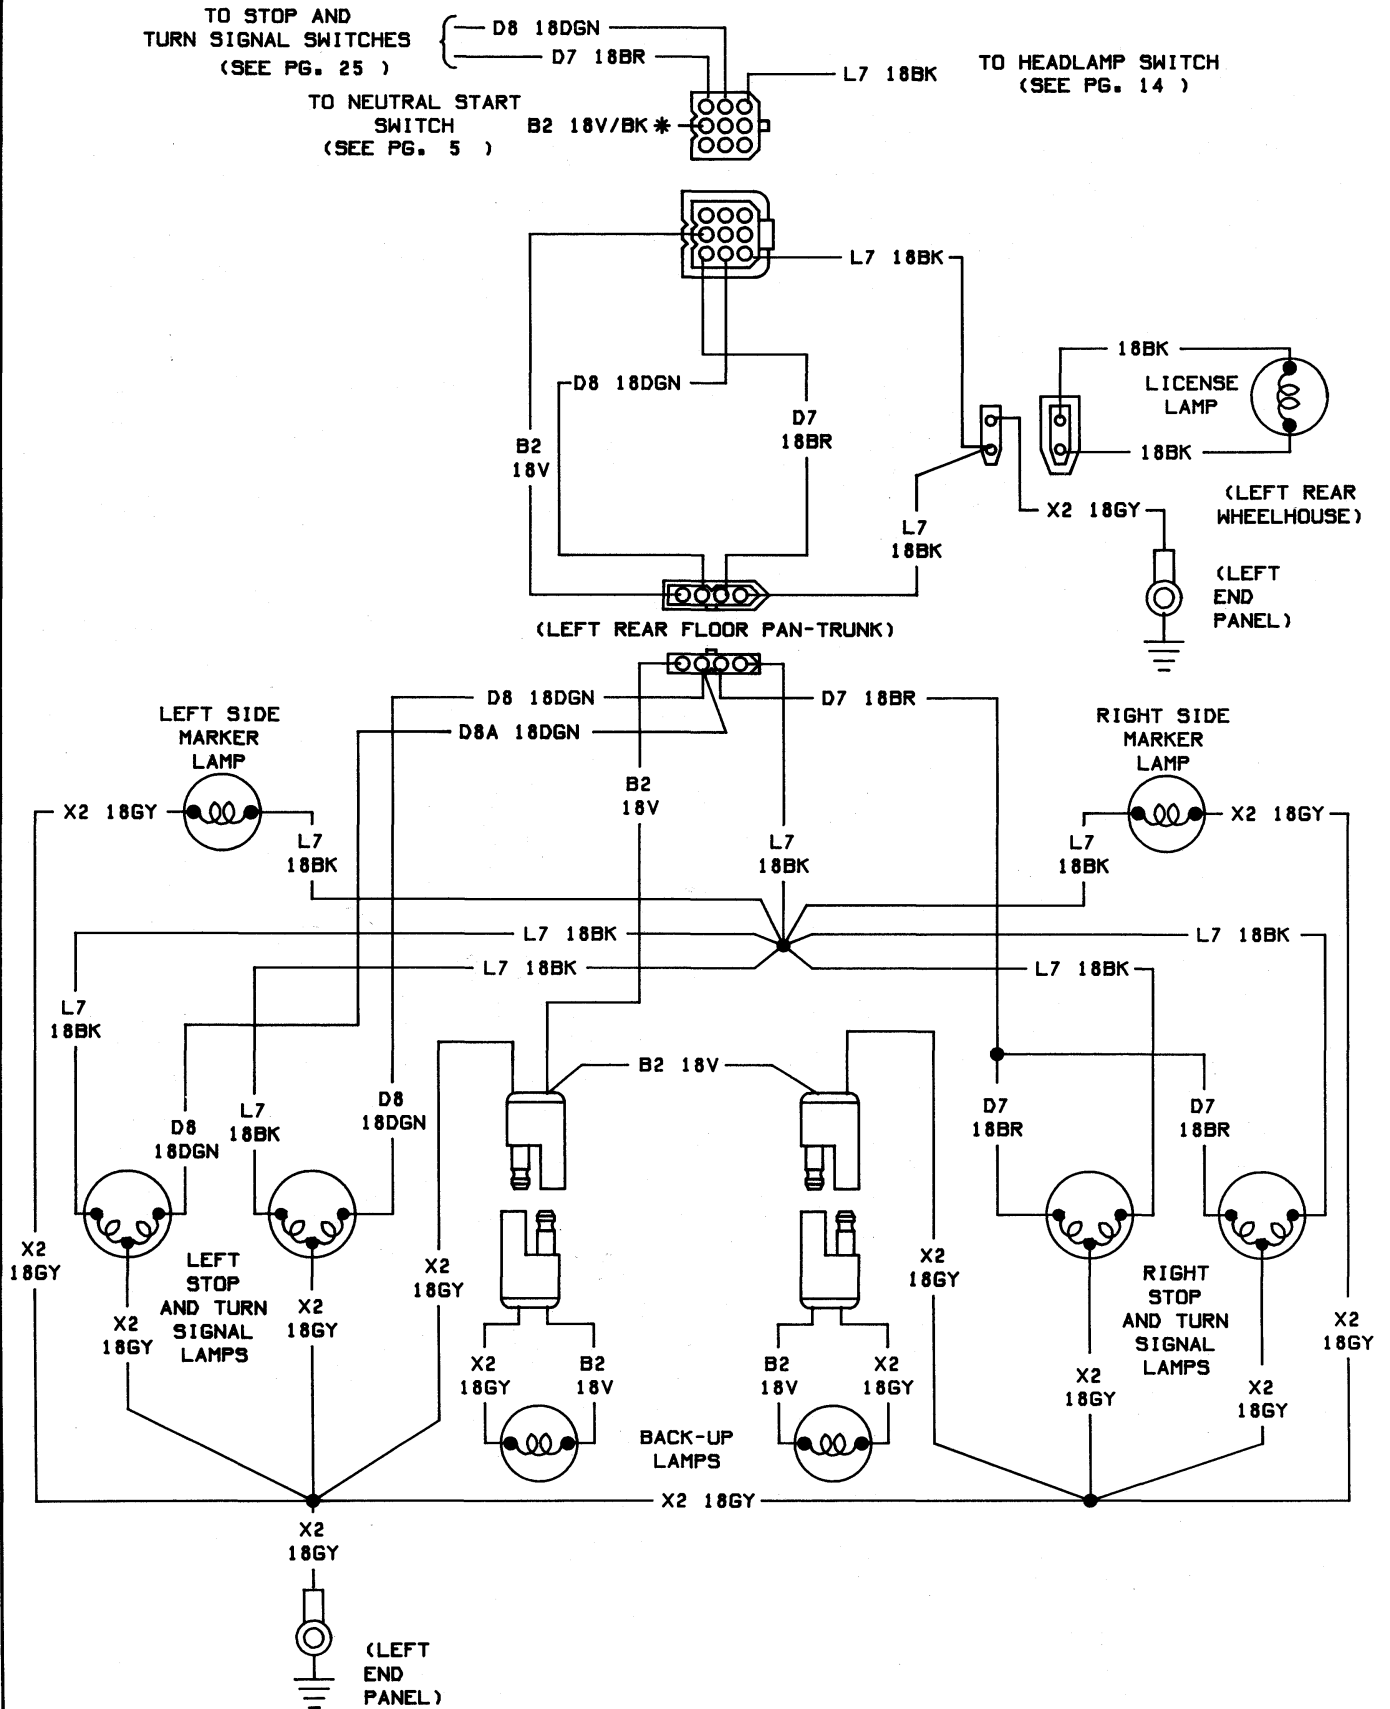 TO STOP AND
TURN SIGNAL SWITCHES
(SEE PG. 25 )
D8 18DGN
D7 18BR
L7 18BK
TO HEADLAMP SWITCH
(SEE PG. 14 )
TO NEUTRAL START
SWITCH
(SEE PG. 5 )
B2 18V/BK *
L7 18BK
18BK
LICENSE
LAMP
D8 18DGN
D7
18BR
B2
18V
18BK
X2 18GY
(LEFT REAR
WHEELHOUSE)
L7
18BK
(LEFT
END
PANEL)
(LEFT REAR FLOOR PAN-TRUNK)
D8 18DGN
D7 18BR
D8A 18DGN
LEFT SIDE
MARKER
LAMP
RIGHT SIDE
MARKER
LAMP
B2
18V
X2 18GY
L7
18BK
L7
18BK
L7
18BK
X2 18GY
L7 18BK
L7 18BK
L7 18BK
L7 18BK
L7
18BK
B2 18V
D8
18DGN
L7
18BK
D8
18DGN
D7
18BR
D7
18BR
X2
18GY
LEFT
STOP
AND TURN
SIGNAL
LAMPS
X2
18GY
X2
18GY
X2
18GY
X2
18GY
RIGHT
STOP
AND TURN
SIGNAL
LAMPS
X2
18GY
X2
18GY
B2
18V
B2
18V
X2
18GY
X2
18GY
X2
18GY
BACK-UP
LAMPS
X2 18GY
X2
18GY
(LEFT
END
PANEL)